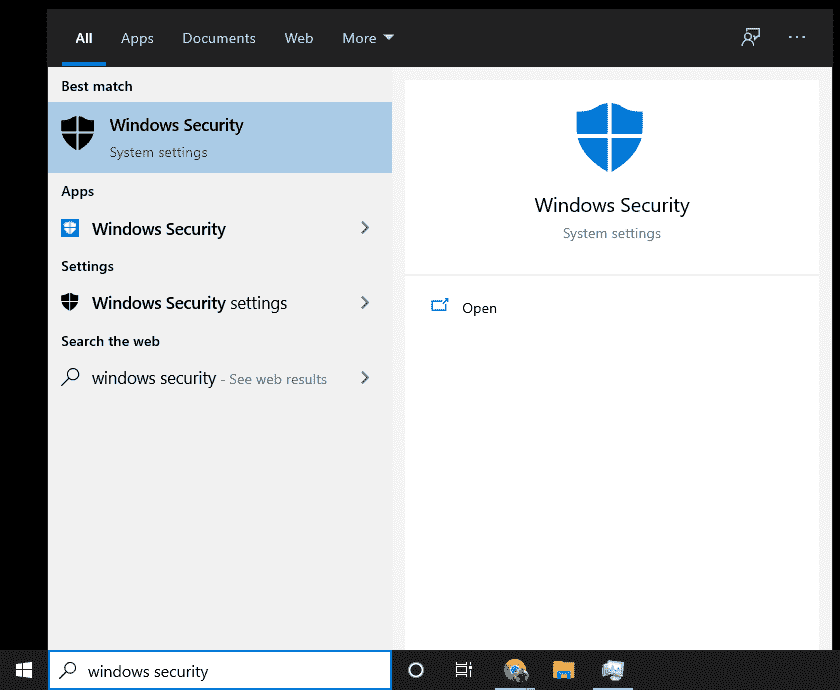 All Apps Documents Web More
Best match
Windows Security
System settings
Apps
Windows Security
Settings
Windows Security settings
Search the web
windows security - See web results
Windows Security
System settings
Open
windows security